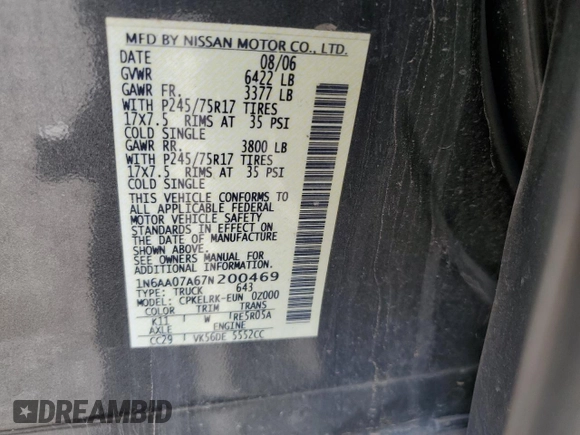 MFD BY NISSAN MOTOR CO., LTD.
DATE 08/06
GVWR 6422 LB
GAWR FR. 3377 LB
WITH P245/75R17 TIRES
17X7.5 RIMS AT 35 PSI
COLD SINGLE
GAWR RR. 3800 LB
WITH P245/75R17 TIRES
17X7.5 RIMS AT 35 PSI
COLD SINGLE
THIS VEHICLE CONFORMS TO
ALL APPLICABLE FEDERAL
MOTOR VEHICLE SAFETY
STANDARDS IN EFFECT ON
THE DATE OF MANUFACTURE
SHOWN ABOVE.
SEE OWNERS MANUAL FOR
ADDITIONAL INFORMATION.
1N6AA07A67N200469
TYPE: TRUCK 643
MODEL: CPKELRK-EUN 02000
COLOR TRIM TRANS
K11 W RE5R05A
AXLE ENGINE
CC29 VK56DE 5552CC
DREAMBID